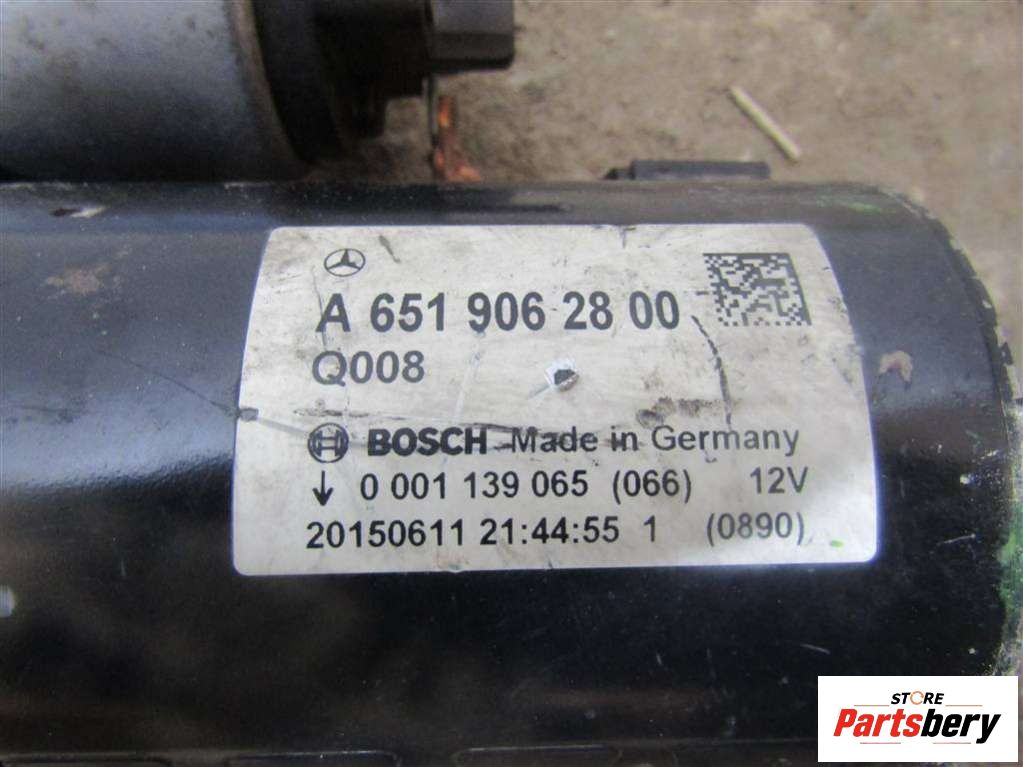 A 651 906 28 00
Q008
BOSCH Made in Germany
↓ 0 001 139 065 (066) 12V
20150611 21:44:55 1 (0890)
STORE
Partsbery